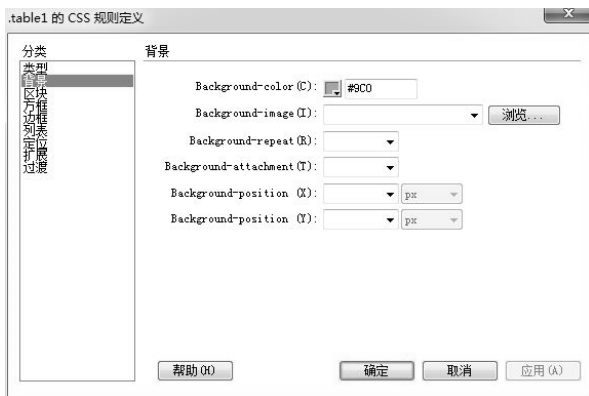 .table1 的 CSS 规则定义
分类
类型
背景
区块
方框
边框
列表
定位
扩展
过渡
背景
Background-color(C): #9C0
Background-image(I): 浏览...
Background-repeat(R):
Background-attachment(T):
Background-position (X): px
Background-position (Y): px
帮助(H) 确定 取消 应用(A)